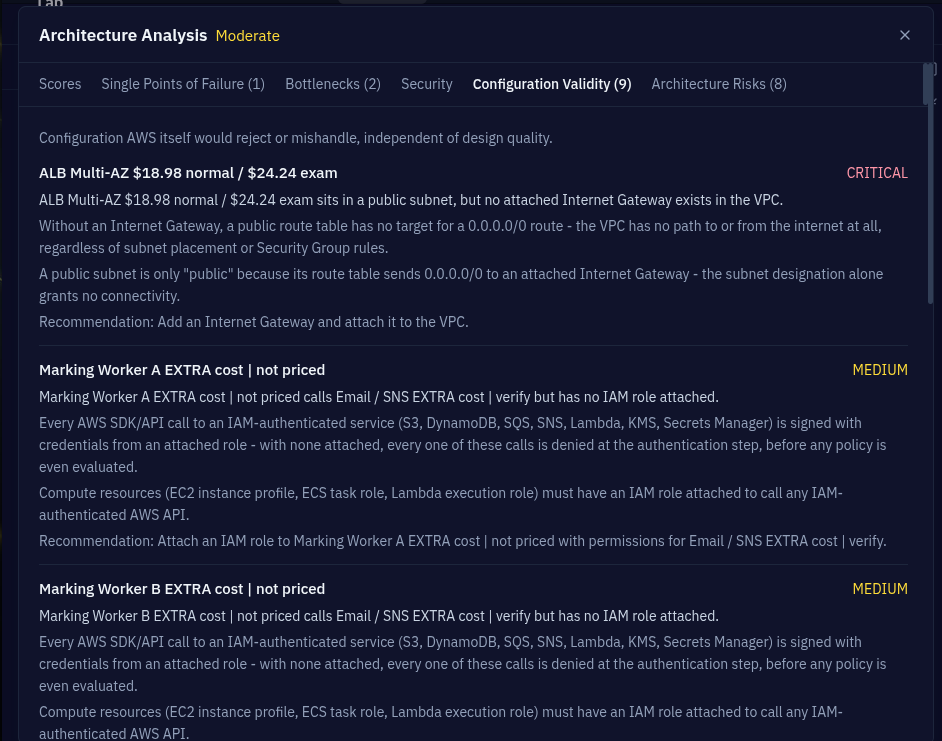 Lab
Architecture Analysis Moderate ×
Scores Single Points of Failure (1) Bottlenecks (2) Security Configuration Validity (9) Architecture Risks (8)
Configuration AWS itself would reject or mishandle, independent of design quality.
ALB Multi-AZ $18.98 normal / $24.24 exam CRITICAL
ALB Multi-AZ $18.98 normal / $24.24 exam sits in a public subnet, but no attached Internet Gateway exists in the VPC.
Without an Internet Gateway, a public route table has no target for a 0.0.0.0/0 route - the VPC has no path to or from the internet at all,
regardless of subnet placement or Security Group rules.
A public subnet is only "public" because its route table sends 0.0.0.0/0 to an attached Internet Gateway - the subnet designation alone
grants no connectivity.
Recommendation: Add an Internet Gateway and attach it to the VPC.
Marking Worker A EXTRA cost | not priced MEDIUM
Marking Worker A EXTRA cost | not priced calls Email / SNS EXTRA cost | verify but has no IAM role attached.
Every AWS SDK/API call to an IAM-authenticated service (S3, DynamoDB, SQS, SNS, Lambda, KMS, Secrets Manager) is signed with
credentials from an attached role - with none attached, every one of these calls is denied at the authentication step, before any policy is
even evaluated.
Compute resources (EC2 instance profile, ECS task role, Lambda execution role) must have an IAM role attached to call any IAM-
authenticated AWS API.
Recommendation: Attach an IAM role to Marking Worker A EXTRA cost | not priced with permissions for Email / SNS EXTRA cost | verify.
Marking Worker B EXTRA cost | not priced MEDIUM
Marking Worker B EXTRA cost | not priced calls Email / SNS EXTRA cost | verify but has no IAM role attached.
Every AWS SDK/API call to an IAM-authenticated service (S3, DynamoDB, SQS, SNS, Lambda, KMS, Secrets Manager) is signed with
credentials from an attached role - with none attached, every one of these calls is denied at the authentication step, before any policy is
even evaluated.
Compute resources (EC2 instance profile, ECS task role, Lambda execution role) must have an IAM role attached to call any IAM-
authenticated AWS API.